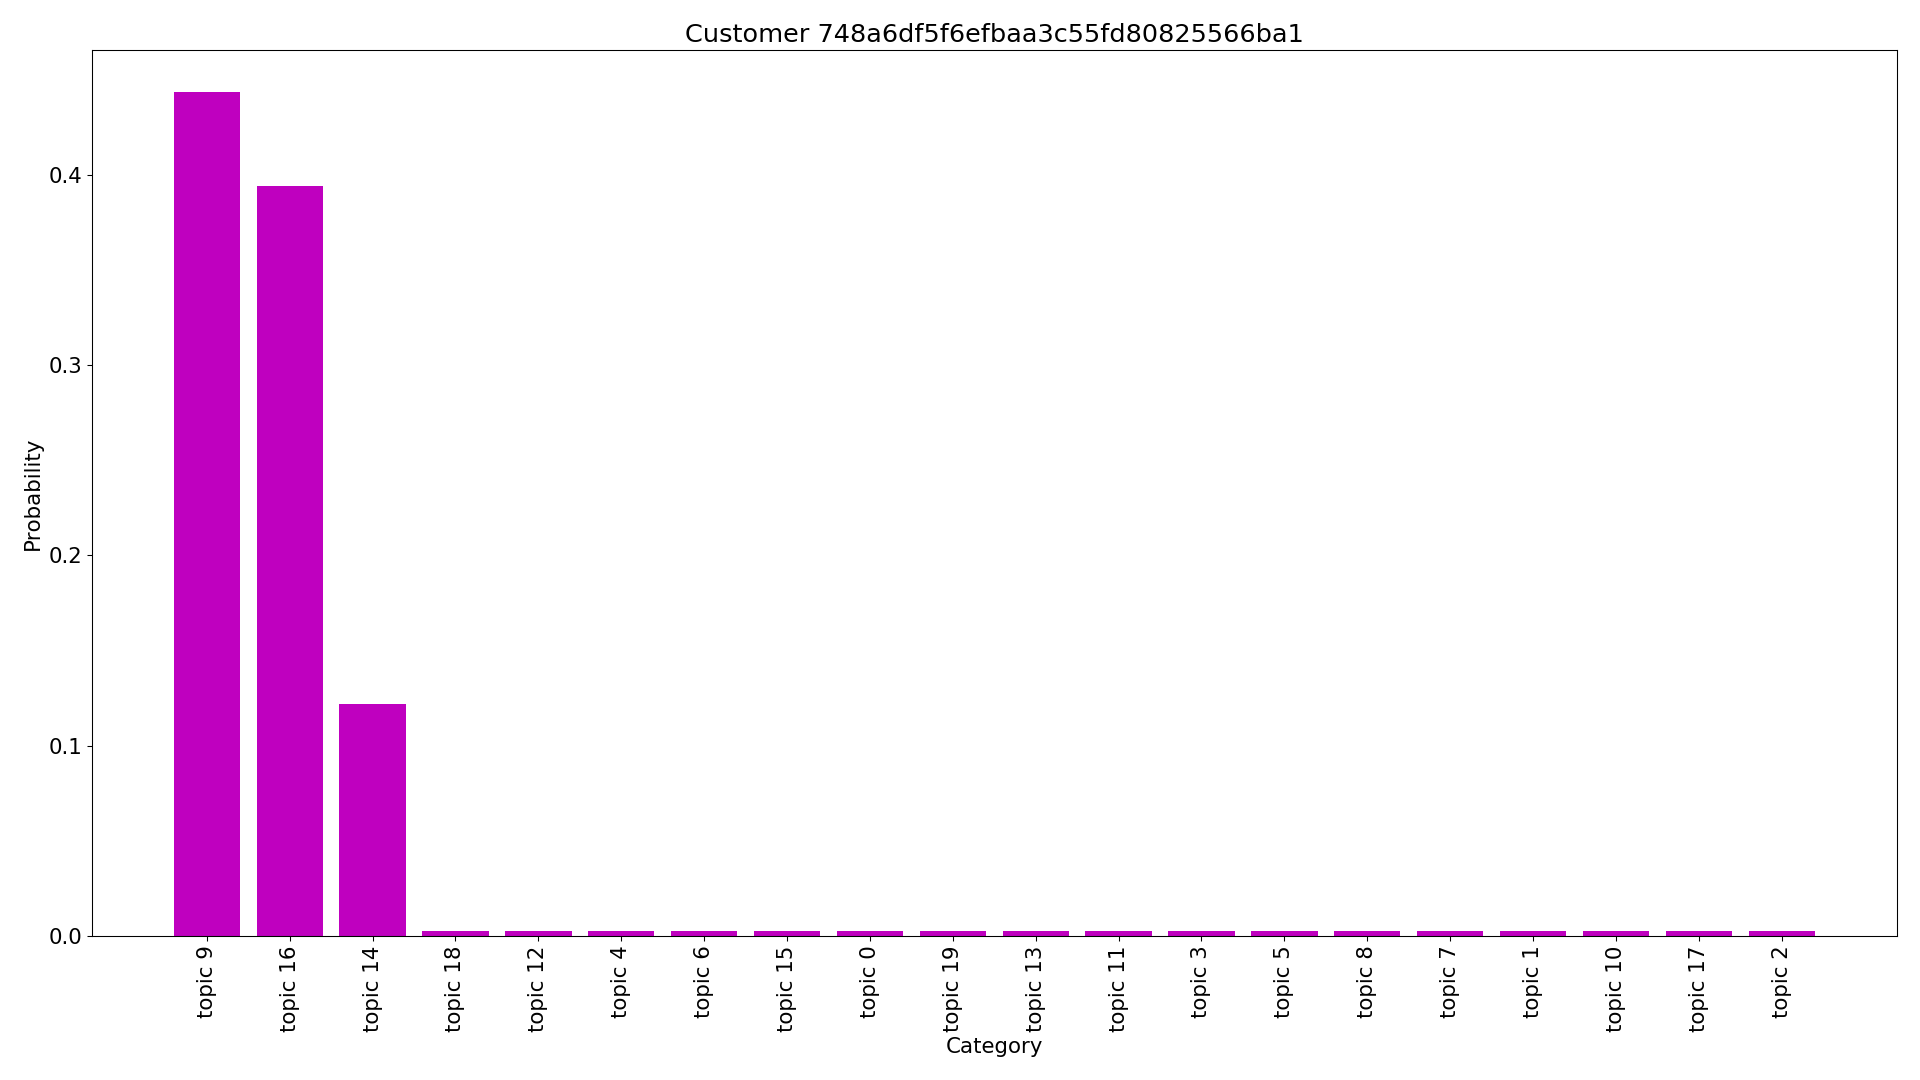 Customer 748a6df5f6efbaa3c55fd80825566ba1
Probability
0.4
0.3
0.2
0.1
0.0
topic 9
topic 16
topic 14
topic 18
topic 12
topic 4
topic 6
topic 15
topic 0
topic 19
topic 13
topic 11
topic 3
topic 5
topic 8
topic 7
topic 1
topic 10
topic 17
topic 2
Category